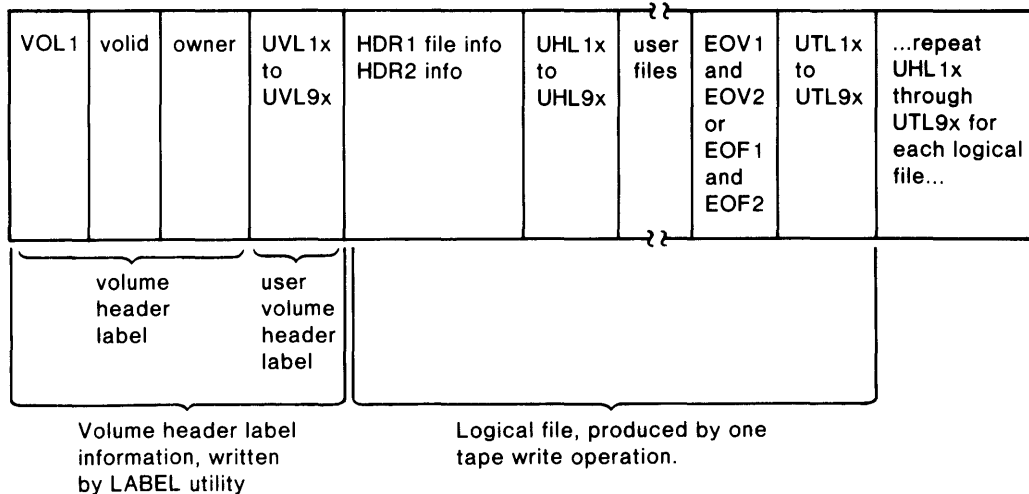 VOL1
volid
owner
UVL1x
to
UVL9x
HDR1 file info
HDR2 info
UHL1x
to
UHL9x
user
files
EOV1
and
EOV2
or
EOF1
and
EOF2
UTL1x
to
UTL9x
...repeat
UHL1x
through
UTL9x for
each logical
file...
volume
header
label
user
volume
header
label
Volume header label
information, written
by LABEL utility
Logical file, produced by one
tape write operation.